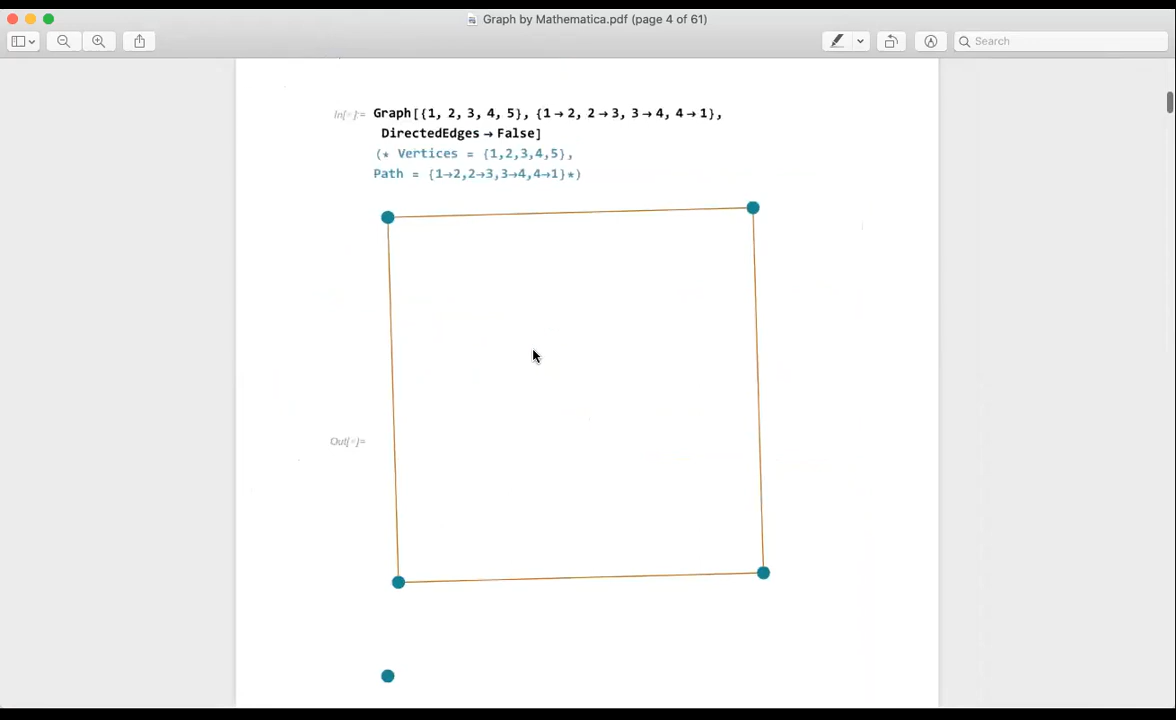 Graph by Mathematica.pdf (page 4 of 61)
Search
In[ ]:= Graph[{1, 2, 3, 4, 5}, {1 → 2, 2 → 3, 3 → 4, 4 → 1},
DirectedEdges → False]
(* Vertices = {1,2,3,4,5},
Path = {1→2,2→3,3→4,4→1}*)
Out[ ]=